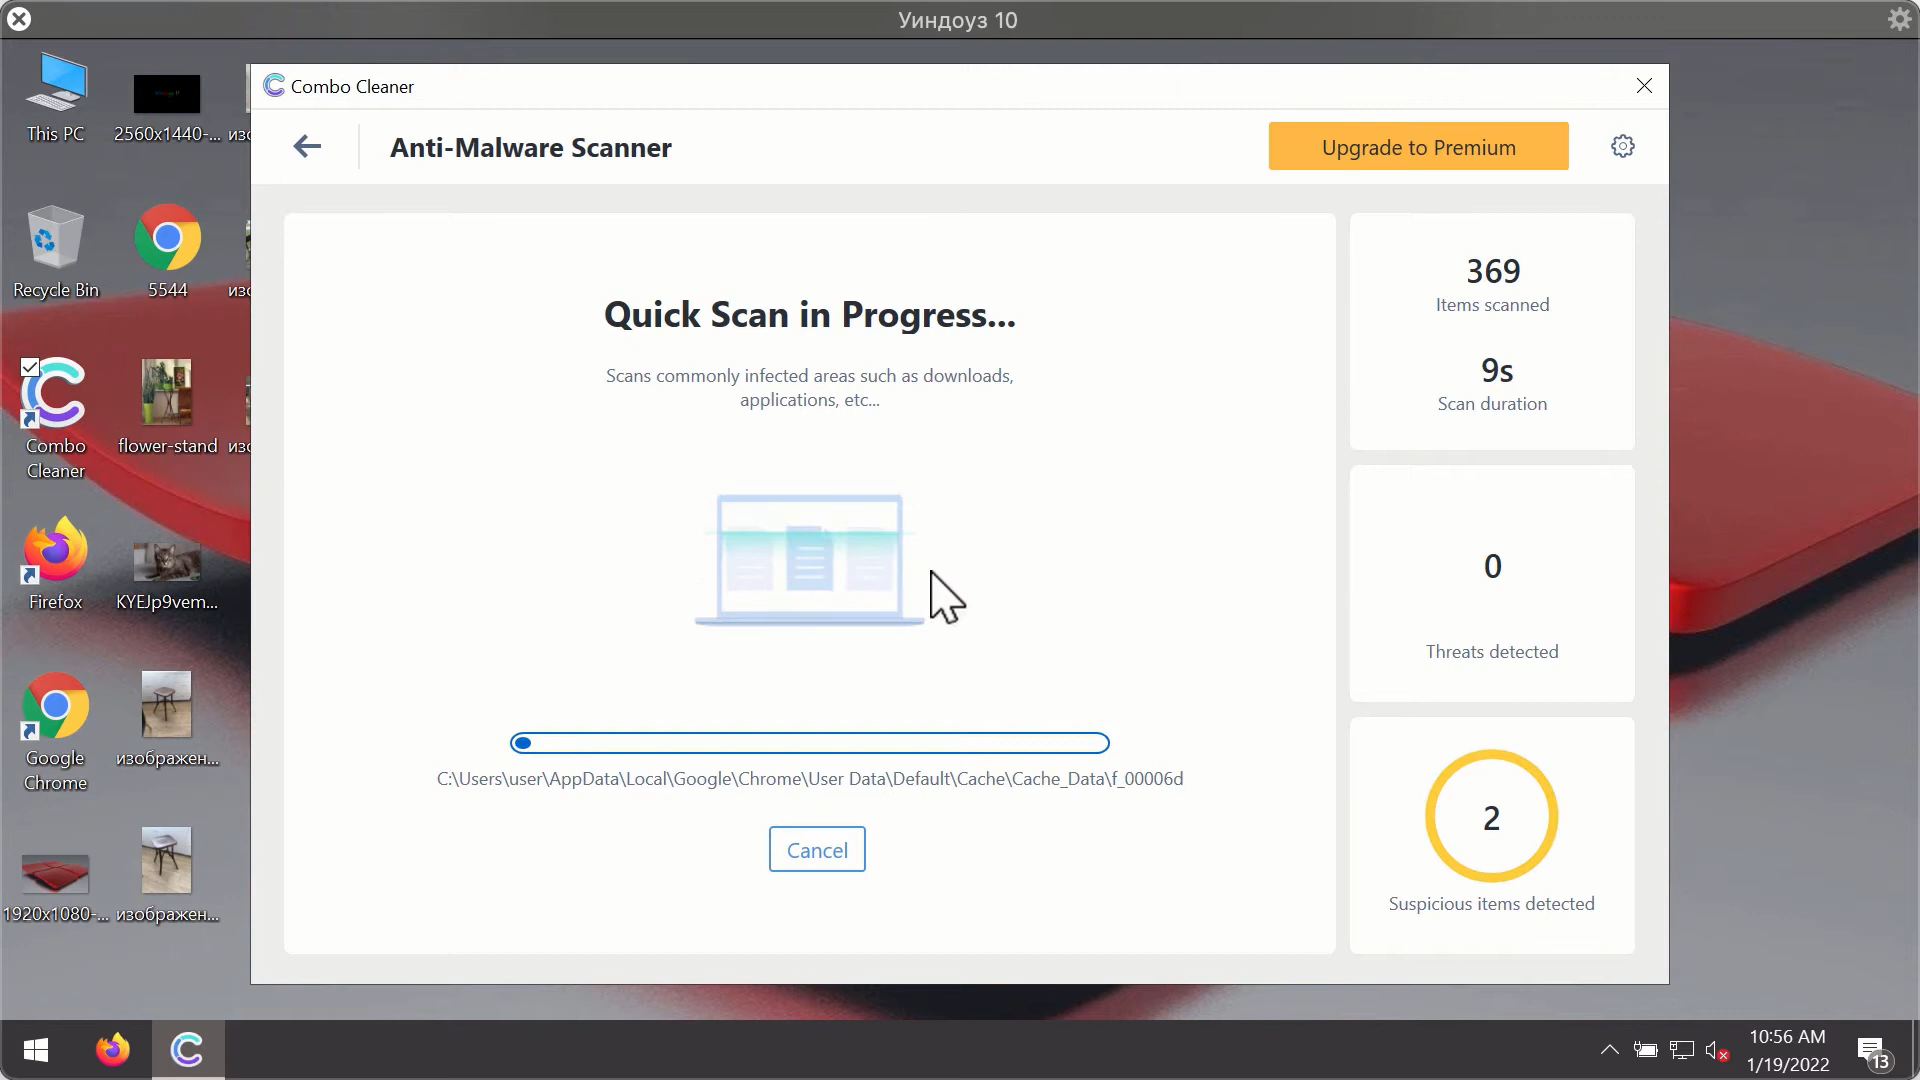 Уиндоуз 10
This PC
2560x1440-...
изо
Recycle Bin
5544
изо
Combo
Cleaner
flower-stand
изо
Firefox
KYEJp9vem...
Google
Chrome
изображен...
1920x1080-...
изображен...
Combo Cleaner
Anti-Malware Scanner
Upgrade to Premium
Quick Scan in Progress...
Scans commonly infected areas such as downloads,
applications, etc...
C:\Users\user\AppData\Local\Google\Chrome\User Data\Default\Cache\Cache_Data\f_00006d
Cancel
369
Items scanned
9s
Scan duration
0
Threats detected
2
Suspicious items detected
10:56 AM
1/19/2022
13